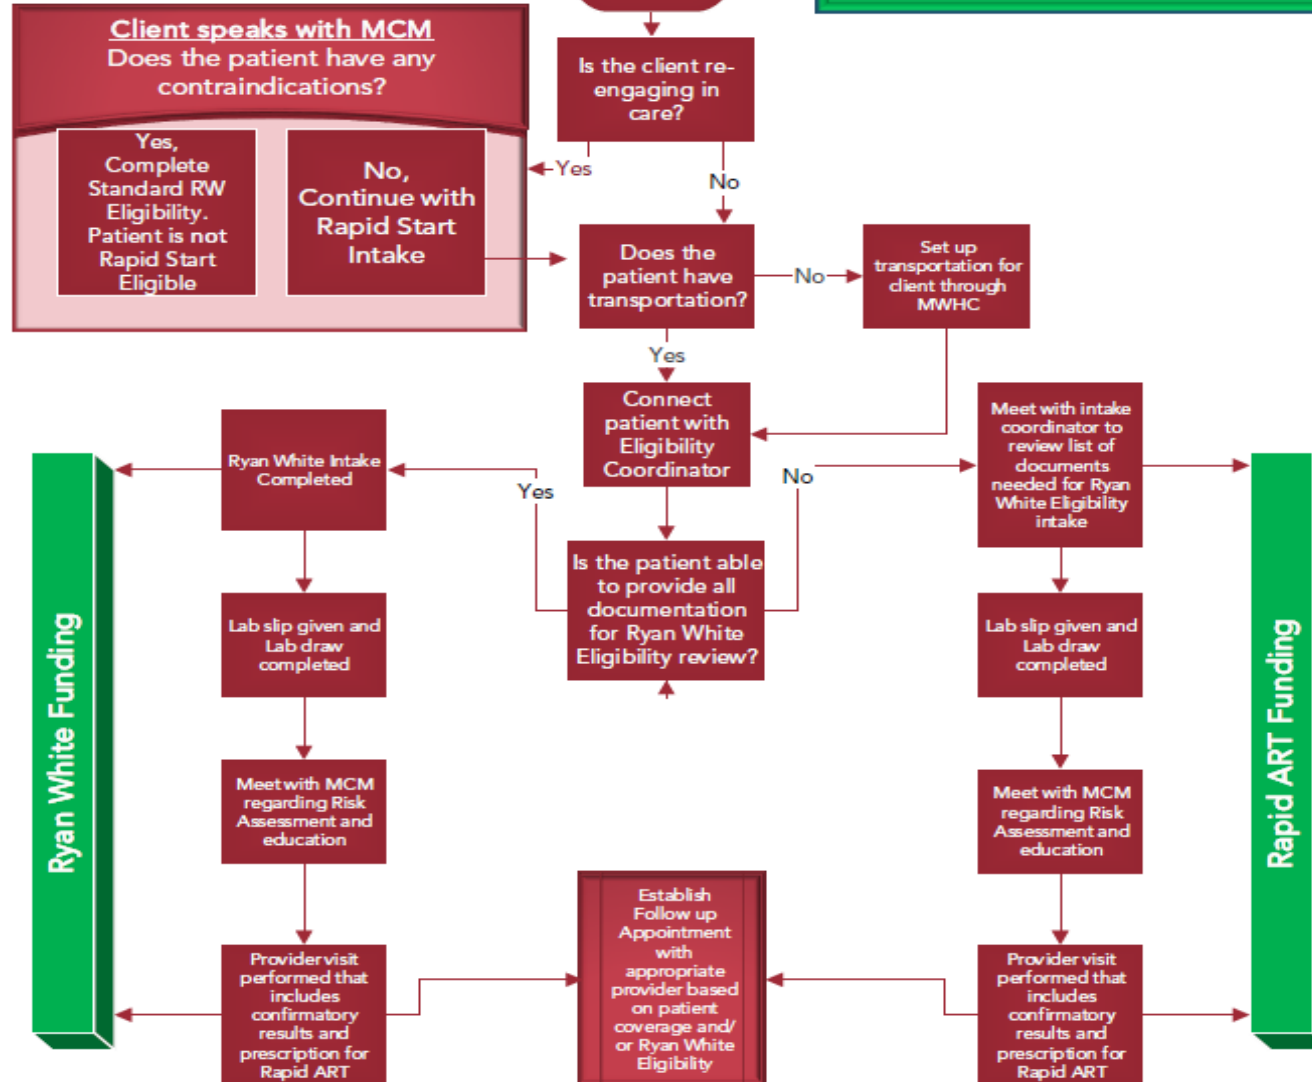 Client speaks with MCM
Does the patient have any
contraindications?
Yes,
Complete
Standard RW
Eligibility.
Patient is not
Rapid Start
Eligible
No,
Continue with
Rapid Start
Intake
Is the client re-
engaging in
care?
Yes
No
Does the
patient have
transportation?
No
Set up
transportation for
client through
MWHC
Yes
Connect
patient with
Eligibility
Coordinator
Is the patient able
to provide all
documentation
for Ryan White
Eligibility review?
Yes
No
Ryan White Intake
Completed
Lab slip given and
Lab draw
completed
Meet with MCM
regarding Risk
Assessment and
education
Provider visit
performed that
includes
confirmatory
results and
prescription for
Rapid ART
Ryan White Funding
Meet with intake
coordinator to
review list of
documents
needed for Ryan
White Eligibility
intake
Lab slip given and
Lab draw
completed
Meet with MCM
regarding Risk
Assessment and
education
Provider visit
performed that
includes
confirmatory
results and
prescription for
Rapid ART
Rapid ART Funding
Establish
Follow up
Appointment
with
appropriate
provider based
on patient
coverage and/
or Ryan White
Eligibility